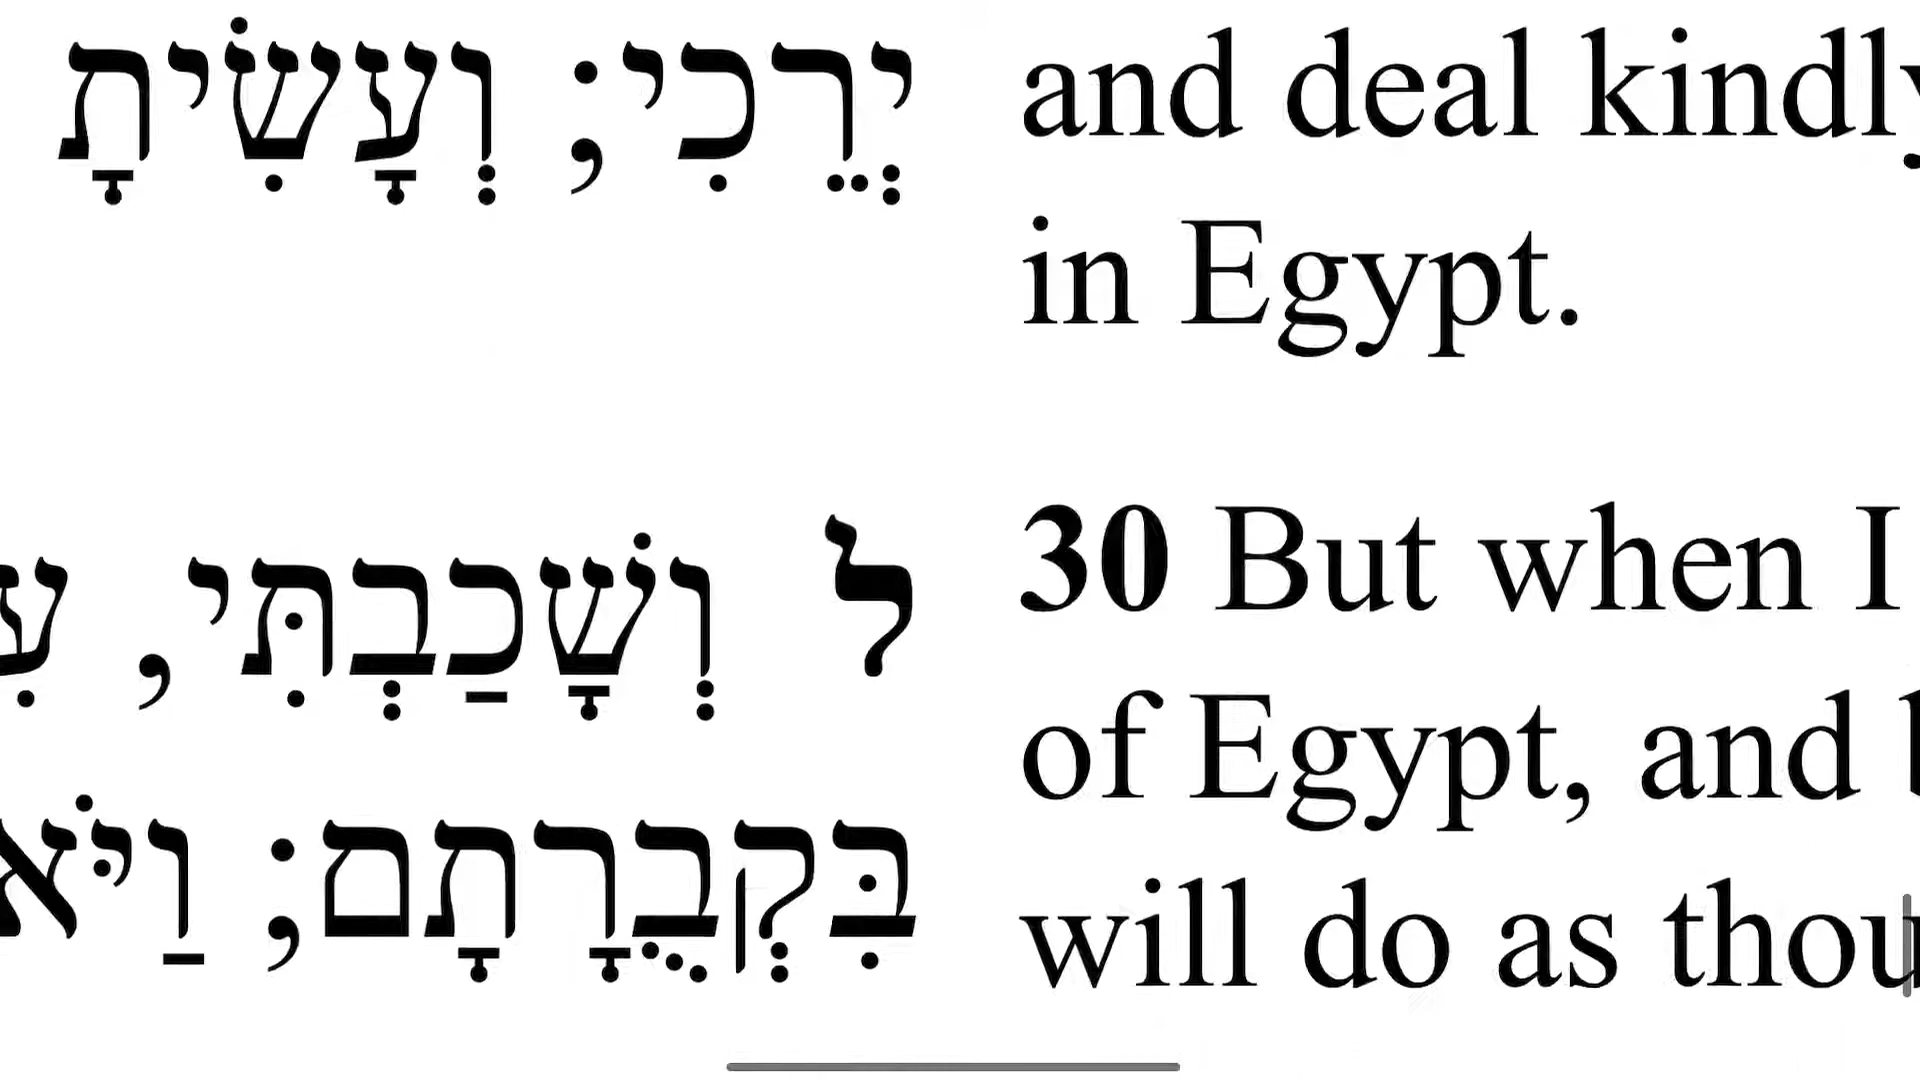 יְרֵכִי; וְעָשִׂיתָ
and deal kindly
in Egypt.
ל וְשָׁכַבְתִּי,
30 But when I
of Egypt, and
בִּקְבֻרָתָם;
will do as thou